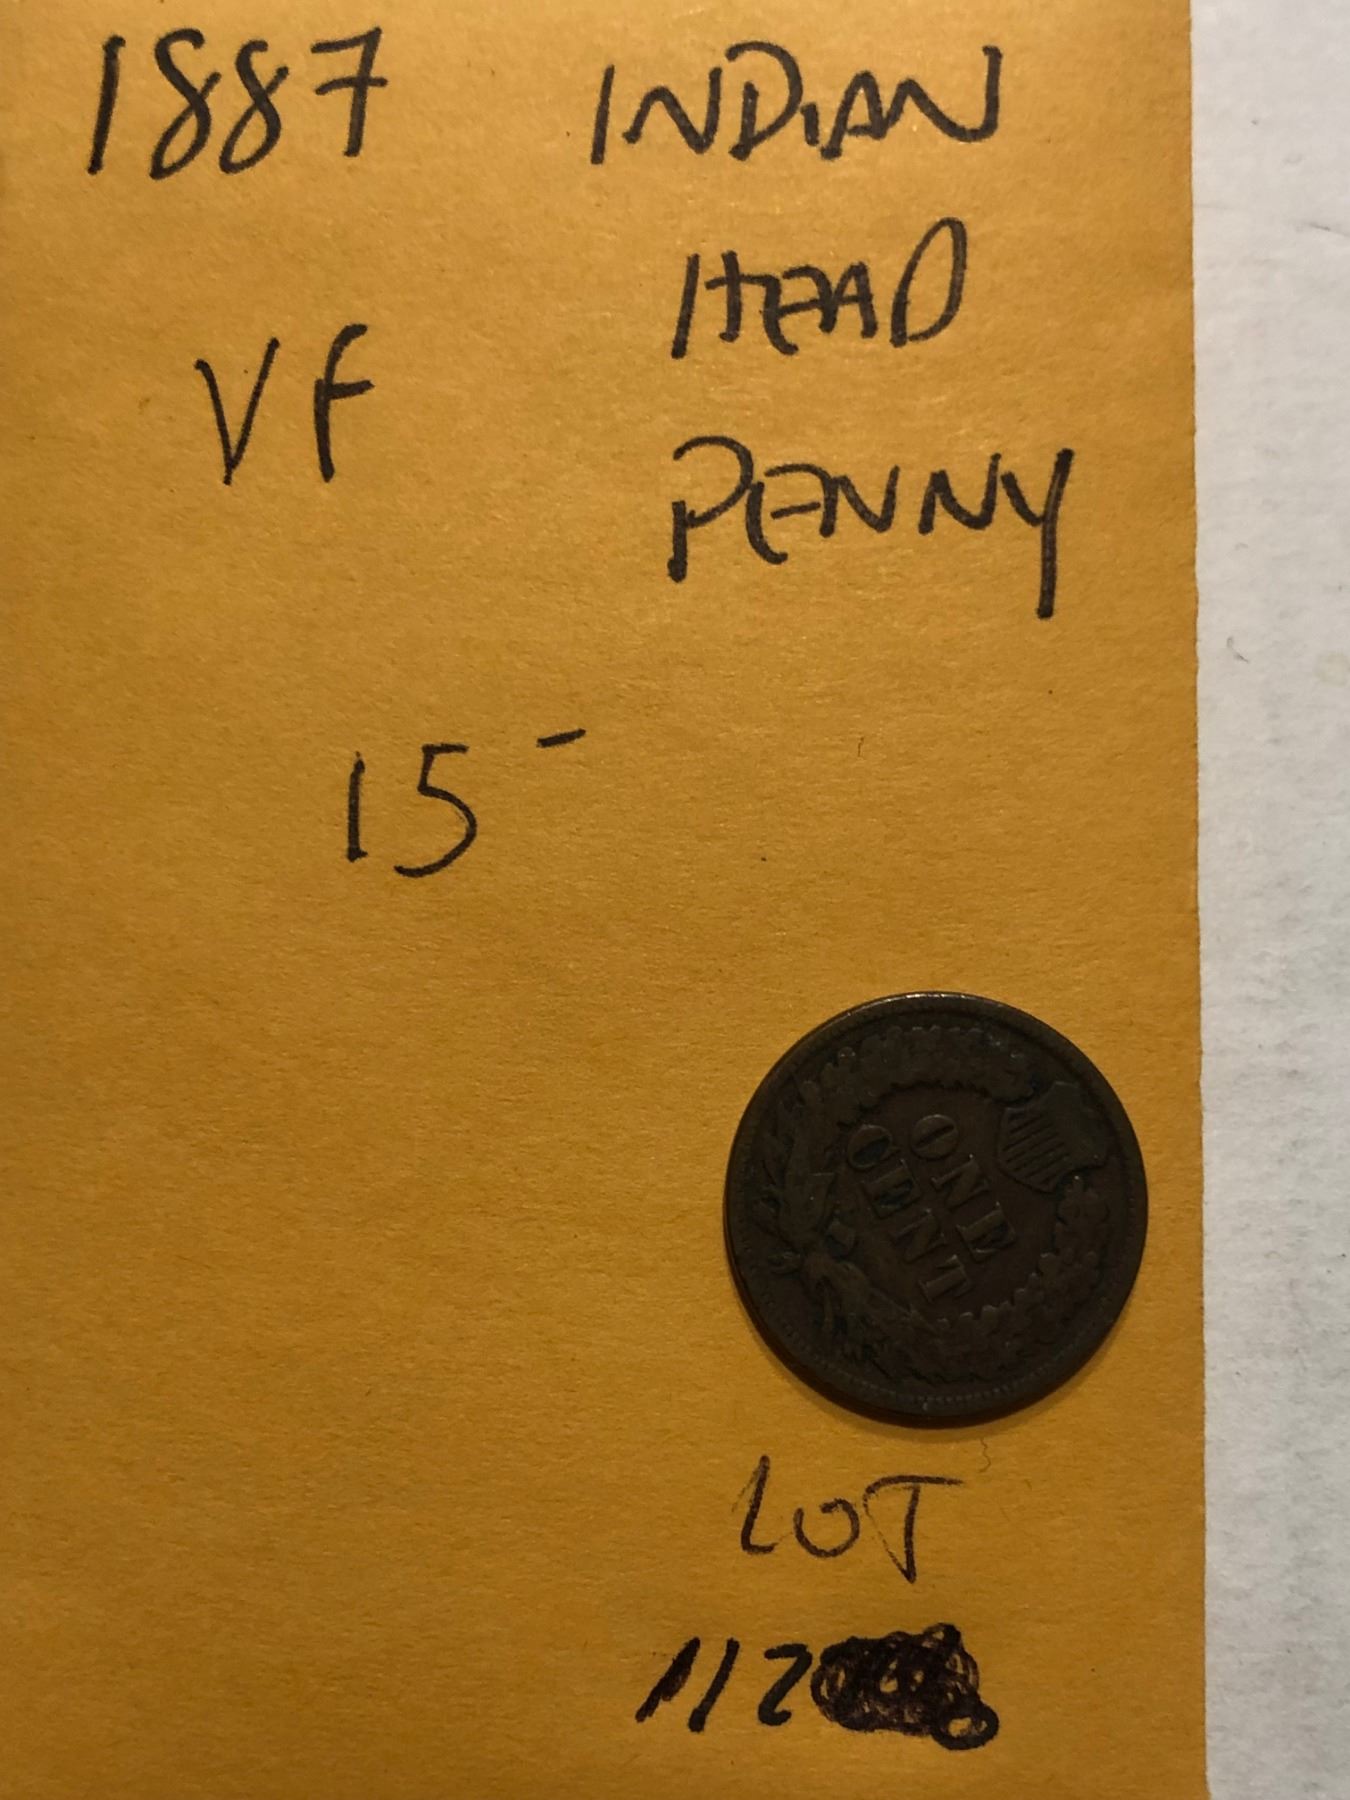 1887 INDIAN
HEAD
VF
PENNY
15-
ONE
CENT
LOT
112